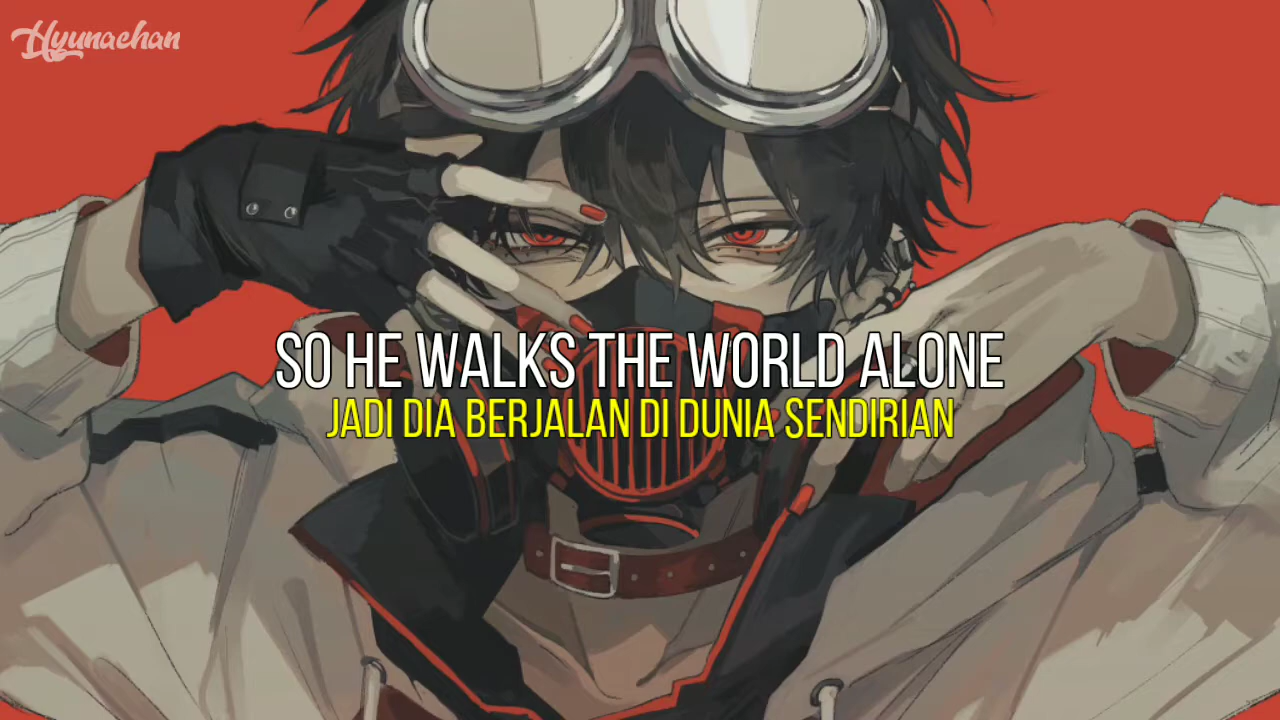 Hyunachan
SO HE WALKS THE WORLD ALONE
JADI DIA BERJALAN DI DUNIA SENDIRIAN